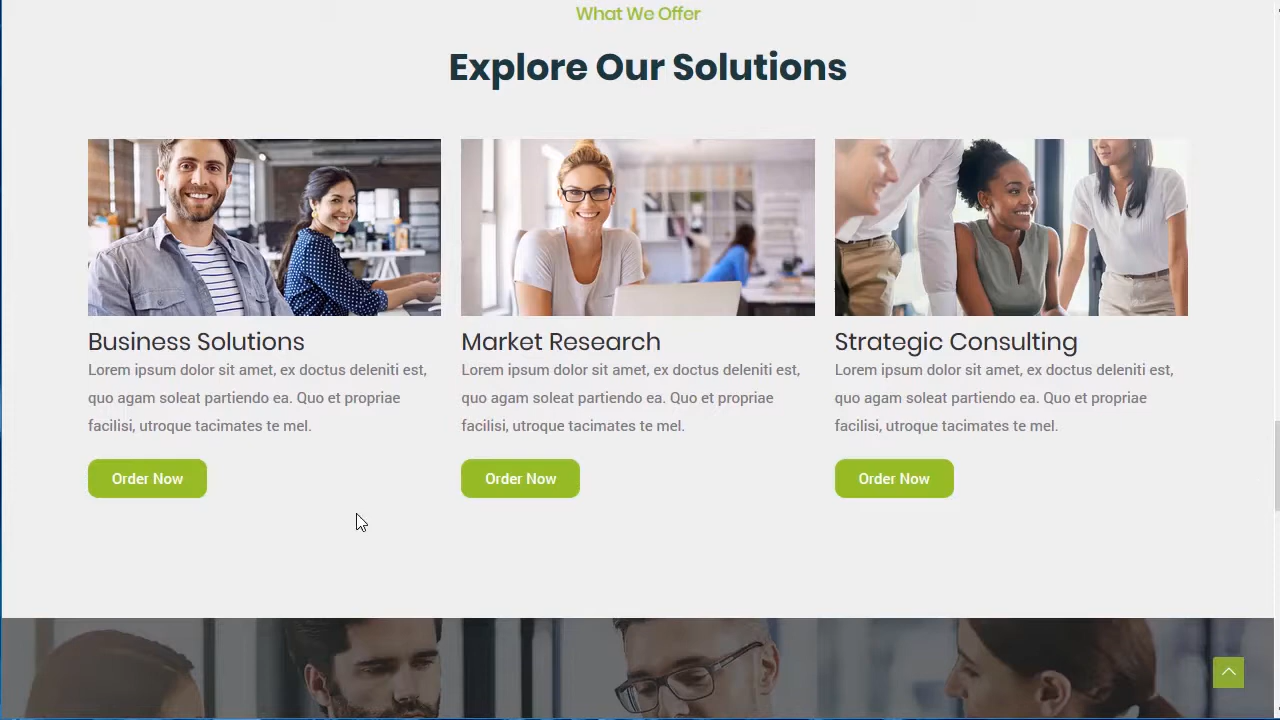 What We Offer
Explore Our Solutions
Business Solutions
Lorem ipsum dolor sit amet, ex doctus deleniti est,
quo agam soleat partiendo ea. Quo et propriae
facilisi, utroque tacimates te mel.
Order Now
Market Research
Lorem ipsum dolor sit amet, ex doctus deleniti est,
quo agam soleat partiendo ea. Quo et propriae
facilisi, utroque tacimates te mel.
Order Now
Strategic Consulting
Lorem ipsum dolor sit amet, ex doctus deleniti est,
quo agam soleat partiendo ea. Quo et propriae
facilisi, utroque tacimates te mel.
Order Now